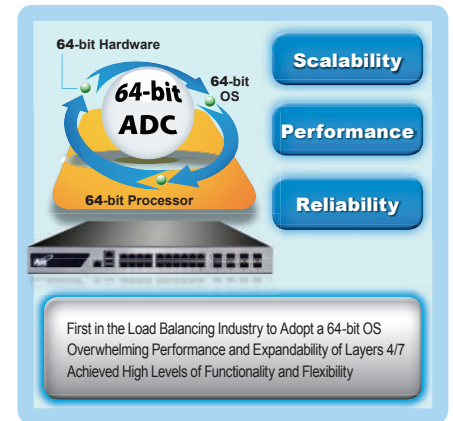 64-bit Hardware
64-bit
OS
64-bit
ADC
64-bit Processor
Scalability
Performance
Reliability
First in the Load Balancing Industry to Adopt a 64-bit OS
Overwhelming Performance and Expandability of Layers 4/7
Achieved High Levels of Functionality and Flexibility